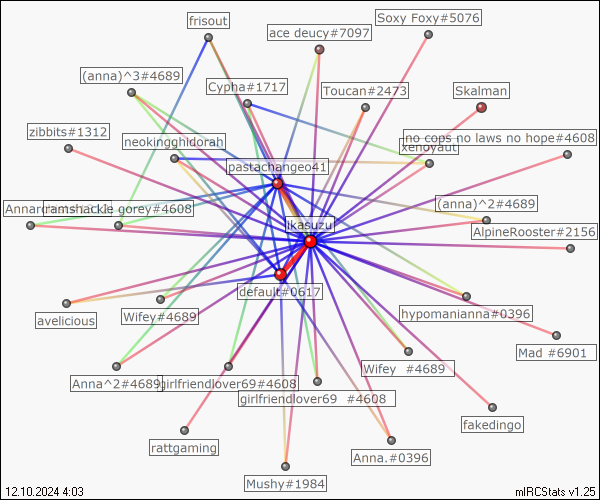 Soxy Foxy#5076
frisout
ace deucy#7097
(anna)^3#4689
Cypha#1717
Toucan#2473
Skalman
zibbits#1312
neokingghidorah
no cops no laws no hope#4608
xenoyaut
pastachangeo41
(anna)^2#4689
ramshackle gorey#4608
ikasuzu
AlpineRooster#2156
default#0617
avelicious
Wifey#4689
hypomanianna#0396
Mad #6901
Wifey #4689
Anna^2#4689
girlfriendlover69#4608
girlfriendlover69 #4608
fakedingo
rattgaming
Anna.#0396
Mushy#1984
12.10.2024 4:03
mIRCStats v1.25